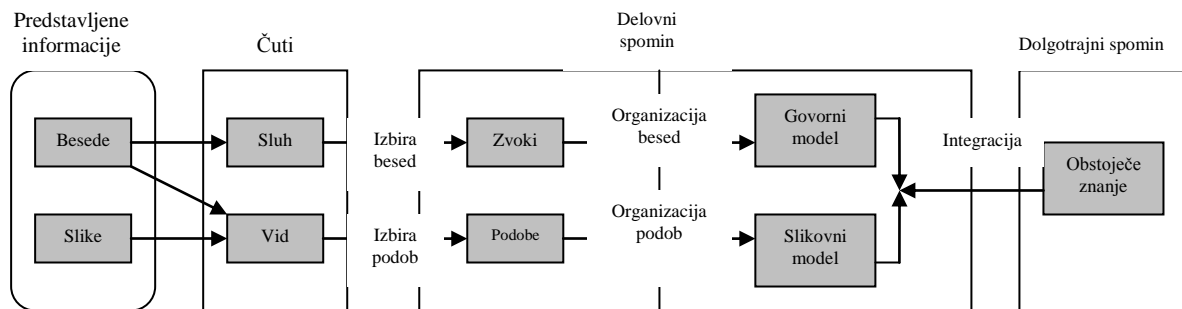 Predstavljene
informacije
Čuti
Delovni
spomin
Dolgotrajni spomin
Besede
Sluh
Izbira
besed
Zvoki
Organizacija
besed
Govorni
model
Integracija
Obstoječe
znanje
Slike
Vid
Izbira
podob
Podobe
Organizacija
podob
Slikovni
model